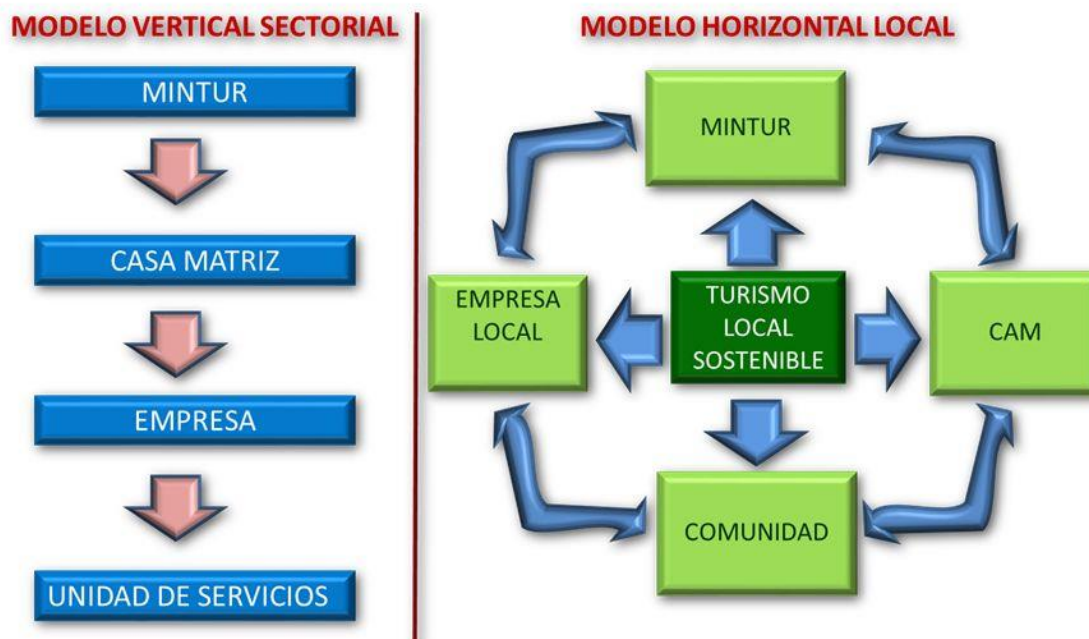 MODELO VERTICAL SECTORIAL
MINTUR
CASA MATRIZ
EMPRESA
UNIDAD DE SERVICIOS
MODELO HORIZONTAL LOCAL
MINTUR
EMPRESA
LOCAL
TURISMO
LOCAL
SOSTENIBLE
CAM
COMUNIDAD